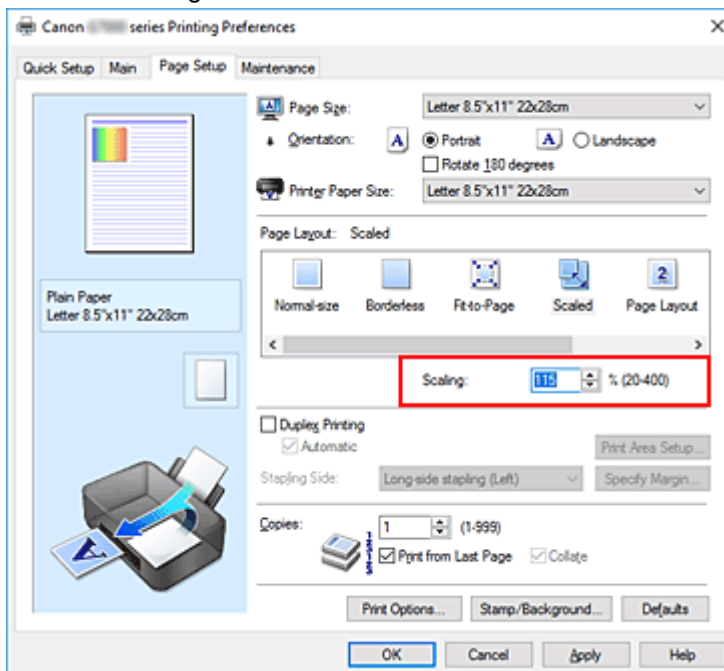 Canon series Printing Preferences
Quick Setup Main Page Setup Maintenance
Page Size: Letter 8.5"x11" 22x28cm
Orientation: A Portrait A Landscape
Rotate 180 degrees
Printer Paper Size: Letter 8.5"x11" 22x28cm
Page Layout: Scaled
Normal-size Borderless Fit-to-Page Scaled 2 Page Layout
Plain Paper
Letter 8.5"x11" 22x28cm
Scaling: 115 % (20-400)
Duplex Printing
Automatic
Print Area Setup...
Stapling Side: Long-side stapling (Left) Specify Margin...
Copies: 1 (1-999)
Print from Last Page Collate
A
Print Options... Stamp/Background... Defaults
OK Cancel Apply Help